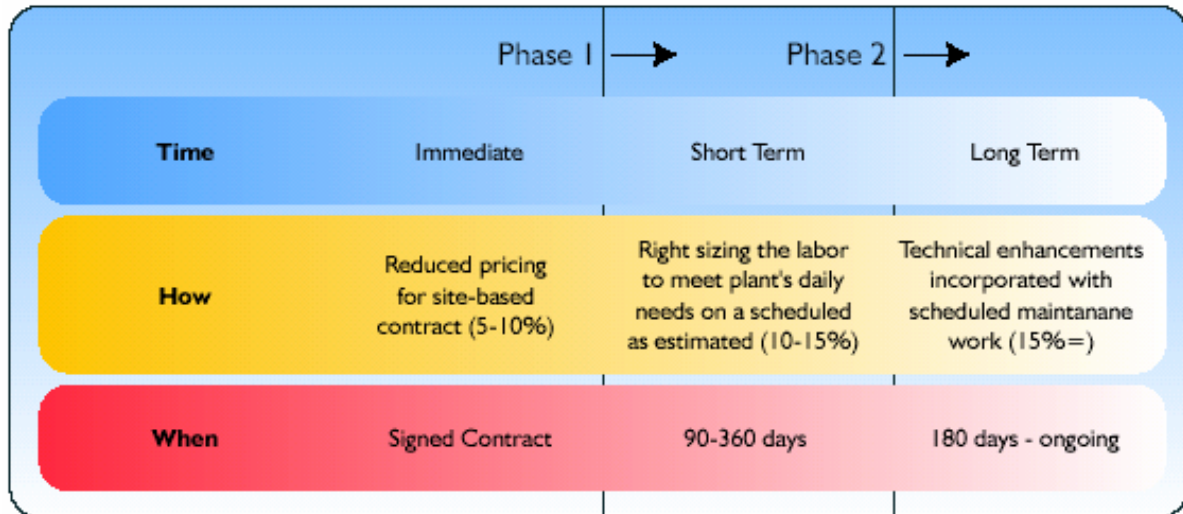 Phase 1
Phase 2
Time
Immediate
Short Term
Long Term
How
Reduced pricing
for site-based
contract (5-10%)
Right sizing the labor
to meet plant's daily
needs on a scheduled
as estimated (10-15%)
Technical enhancements
incorporated with
scheduled maintanane
work (15%=)
When
Signed Contract
90-360 days
180 days - ongoing